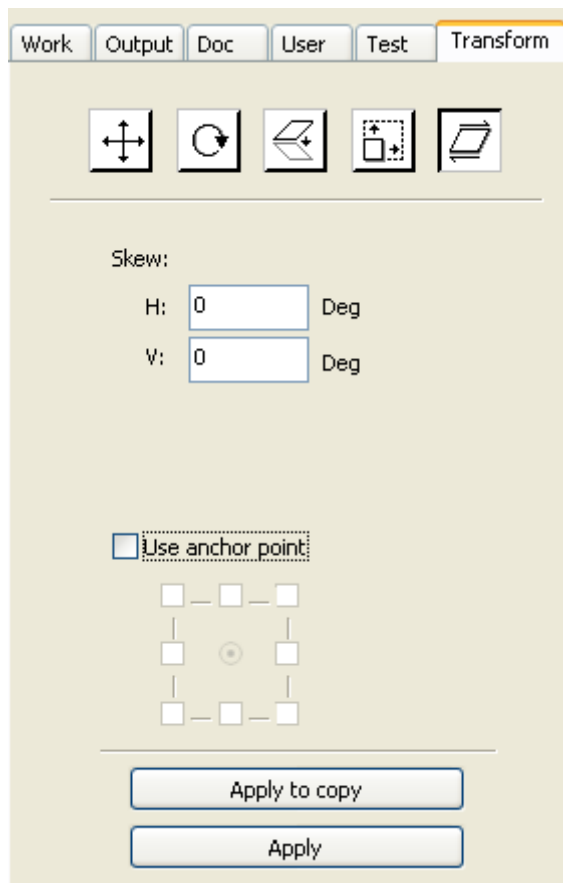 Work Output Doc User Test Transform
Skew:
H: 0 Deg
V: 0 Deg
Use anchor point
Apply to copy
Apply